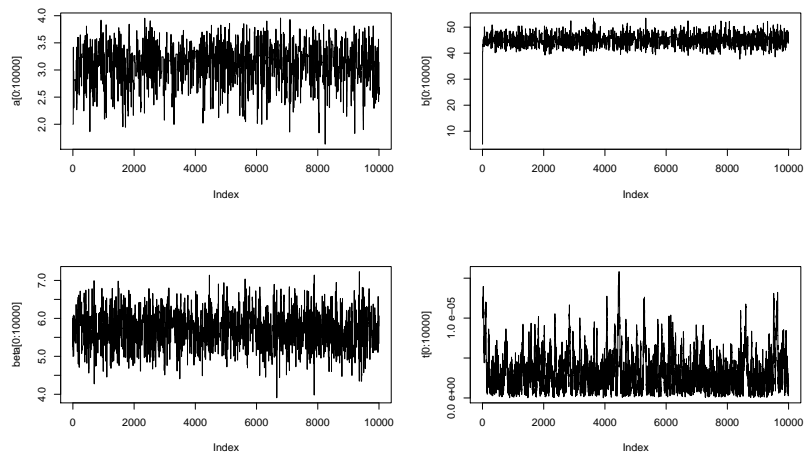 a[0:10000]
4.0
3.5
3.0
2.5
2.0
0 2000 4000 6000 8000 10000
Index
b[0:10000]
50
40
30
20
10
0 2000 4000 6000 8000 10000
Index
beta[0:10000]
7.0
6.0
5.0
4.0
0 2000 4000 6000 8000 10000
Index
t[0:10000]
1.0 e−05
0.0 e+00
0 2000 4000 6000 8000 10000
Index